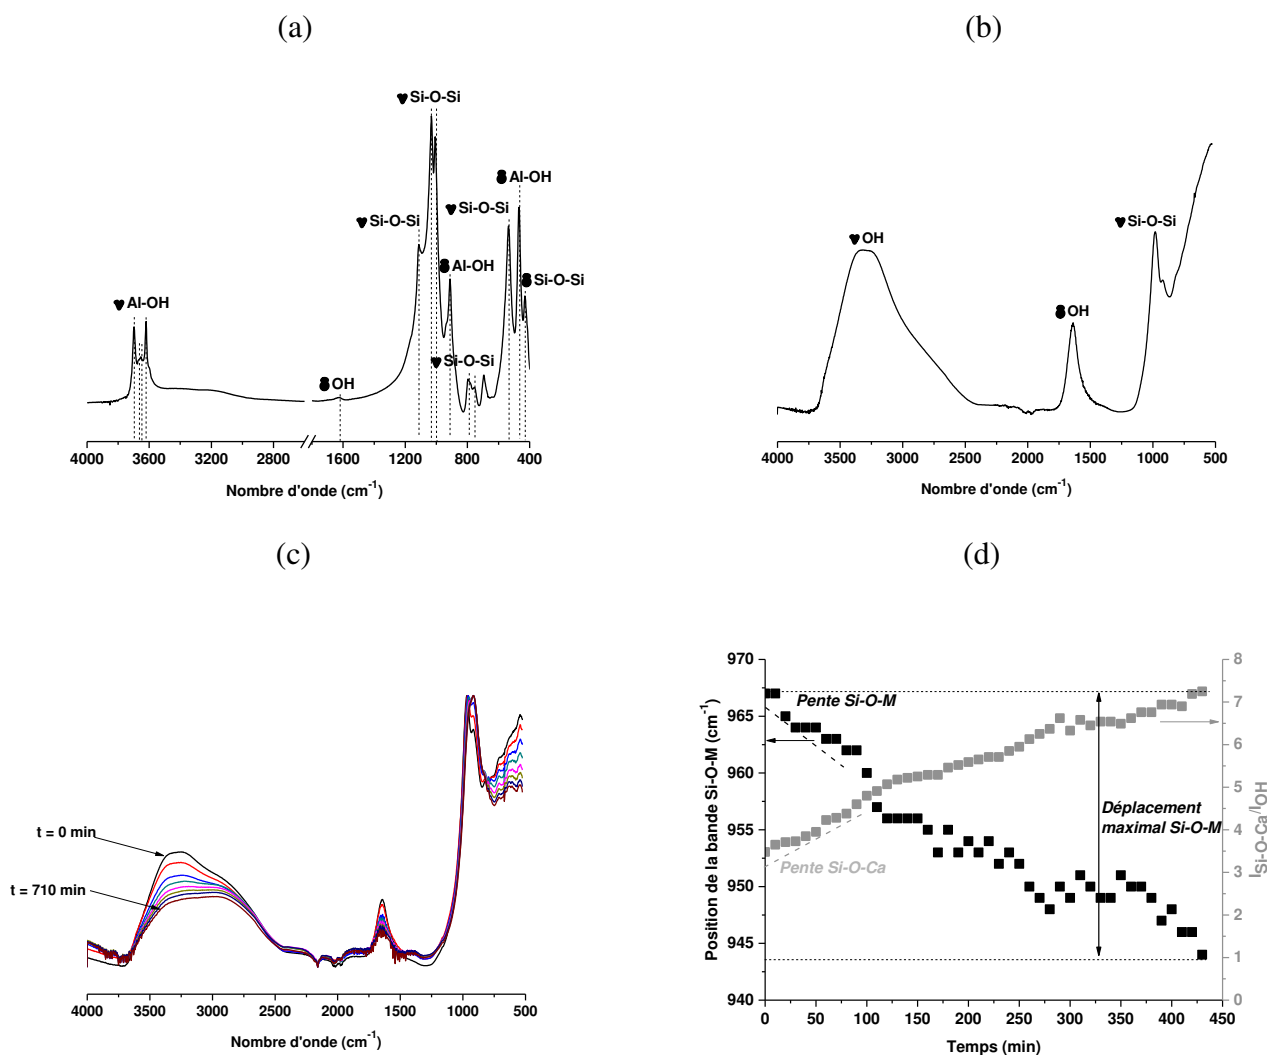 (a)
Si-O-Si
Al-OH
Si-O-Si
Si-O-Si
Al-OH
Si-O-Si
Al-OH
Si-O-Si
OH
4000 3600 3200 2800 1600 1200 800 400
Nombre d'onde (cm-1)
(b)
Si-O-Si
OH
OH
4000 3500 3000 2500 2000 1500 1000 500
Nombre d'onde (cm-1)
(c)
t = 0 min
t = 710 min
4000 3500 3000 2500 2000 1500 1000 500
Nombre d'onde (cm-1)
(d)
Position de la bande Si-O-M (cm-1)
970
965
960
955
950
945
940
Pente Si-O-M
Pente Si-O-Ca
Déplacement
maximal Si-O-M
8
7
6
5
4
3
2
1
0
ISi-O-Ca/IOH
0 50 100 150 200 250 300 350 400 450
Temps (min)